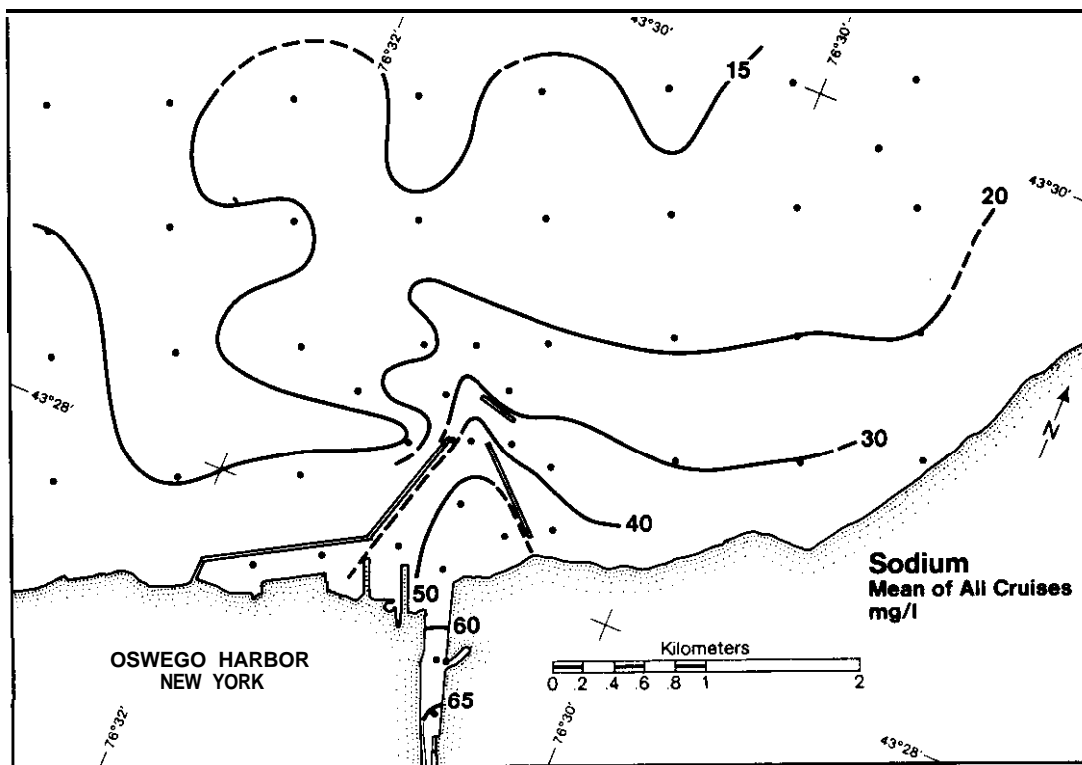 76°32'
43°30'
76°30'
15
43°30'
20
43°28'
N
30
40
Sodium
Mean of All Cruises
mg/l
50
60
Kilometers
0 .2 .4 .6 .8 1 2
OSWEGO HARBOR
NEW YORK
65
76°32'
76°30'
43°28'